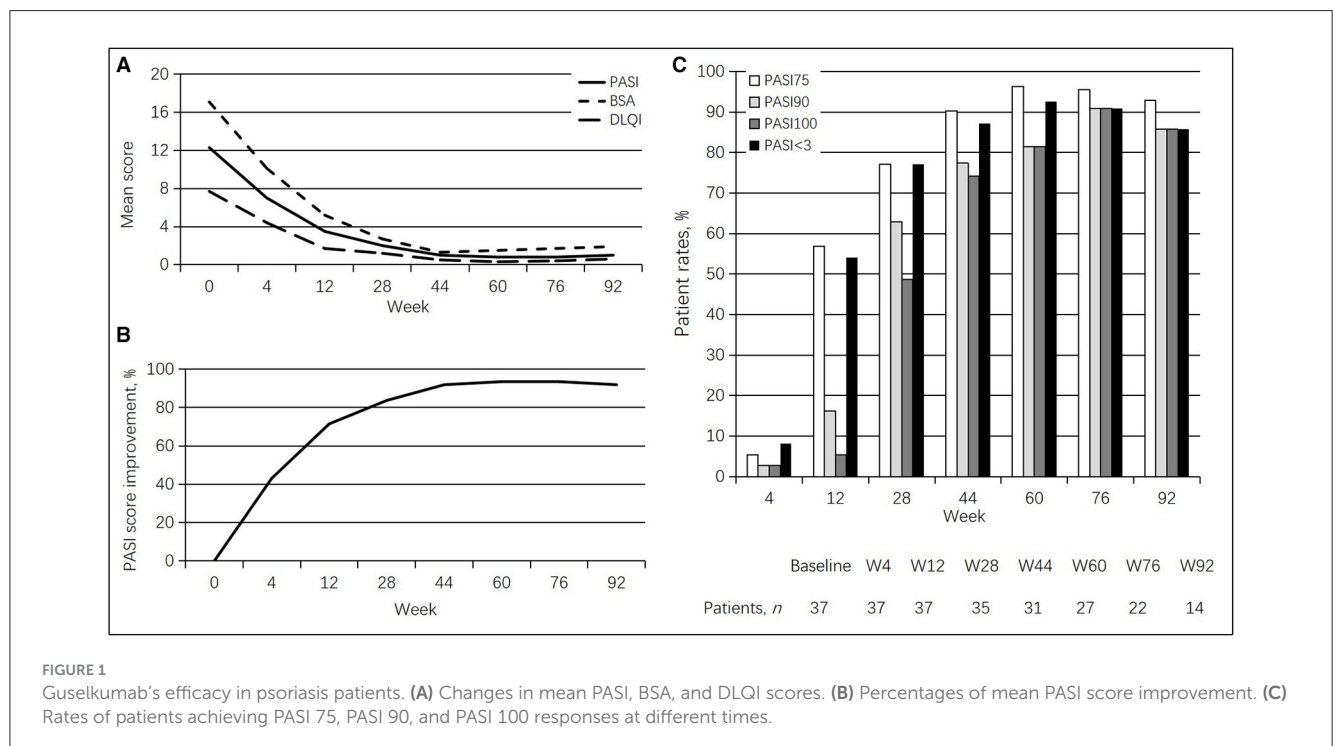 A
20
16
12
8
4
0
Mean score
PASI
BSA
DLQI
0 4 12 28 44 60 76 92
Week
B
100
80
60
40
20
0
PASI score improvement, %
0 4 12 28 44 60 76 92
Week
C
100
90
80
70
60
50
40
30
20
10
0
Patient rates, %
PASI75
PASI90
PASI100
PASI<3
4 12 28 44 60 76 92
Week
Baseline W4 W12 W28 W44 W60 W76 W92
Patients, n 37 37 37 35 31 27 22 14
FIGURE 1
Guselkumab's efficacy in psoriasis patients. (A) Changes in mean PASI, BSA, and DLQI scores. (B) Percentages of mean PASI score improvement. (C)
Rates of patients achieving PASI 75, PASI 90, and PASI 100 responses at different times.